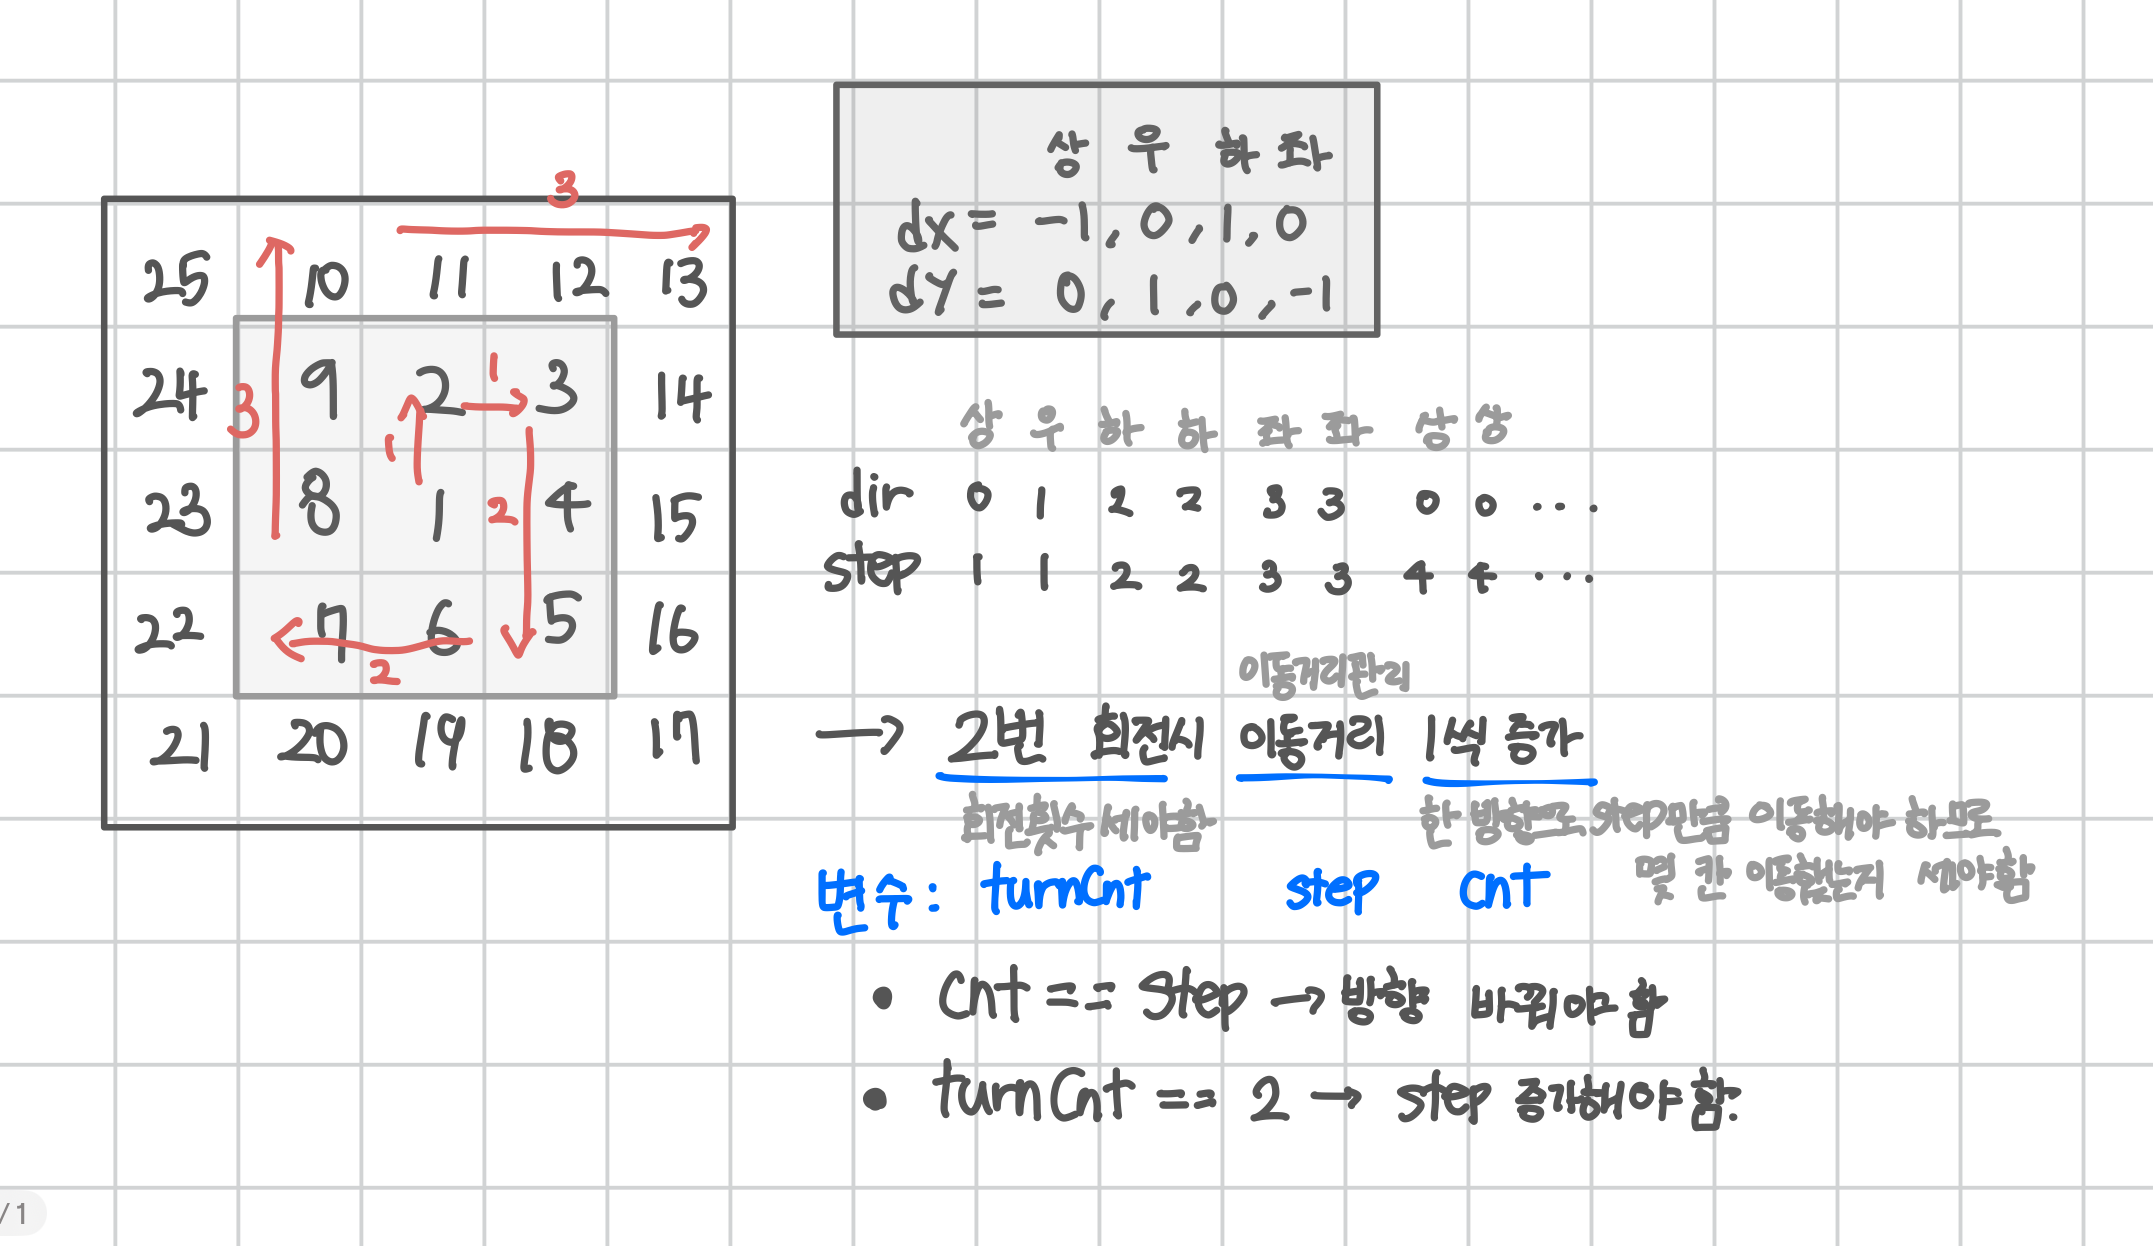 3
25 10 11 12 13
24 9 2 1 3 14
3 1
23 8 1 2 4 15
22 7 6 5 16
2
21 20 19 18 17
상 우 하 좌
dx = -1, 0, 1, 0
dy = 0, 1, 0, -1
상 우 하 하 좌 좌 상 상
dir 0 1 2 2 3 3 0 0 ...
step 1 1 2 2 3 3 4 4 ...
이동거리관리
→ 2번 회전시 이동거리 1씩 증가
회전횟수 세야함 한 방향으로 step만큼 이동해야 하므로
몇 칸 이동했는지 세야함
변수: turnCnt step cnt
• Cnt == Step → 방향 바꿔야 함
• turnCnt == 2 → step 증가해야 함.
/1